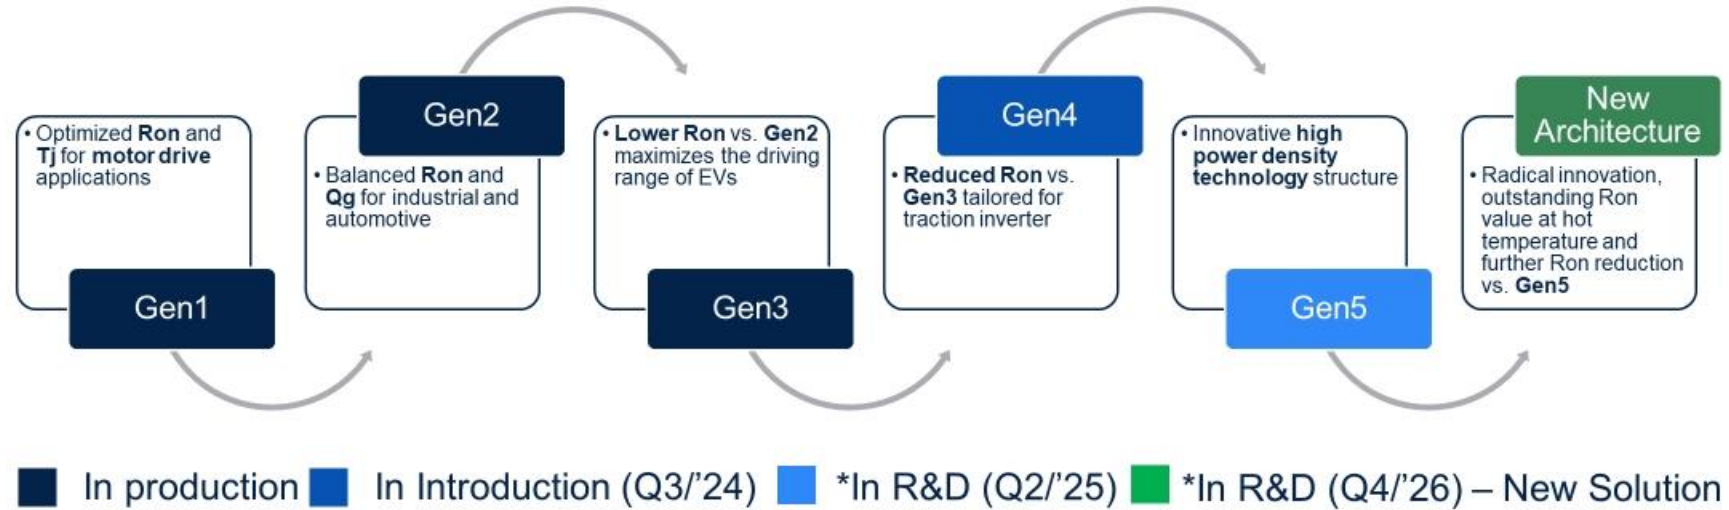 • Optimized Ron and
Tj for motor drive
applications
Gen1
Gen2
• Balanced Ron and
Qg for industrial and
automotive
• Lower Ron vs. Gen2
maximizes the driving
range of EVs
Gen3
Gen4
• Reduced Ron vs.
Gen3 tailored for
traction inverter
• Innovative high
power density
technology structure
Gen5
New
Architecture
• Radical innovation,
outstanding Ron
value at hot
temperature and
further Ron reduction
vs. Gen5
In production
In Introduction (Q3/’24)
*In R&D (Q2/’25)
*In R&D (Q4/’26) – New Solution